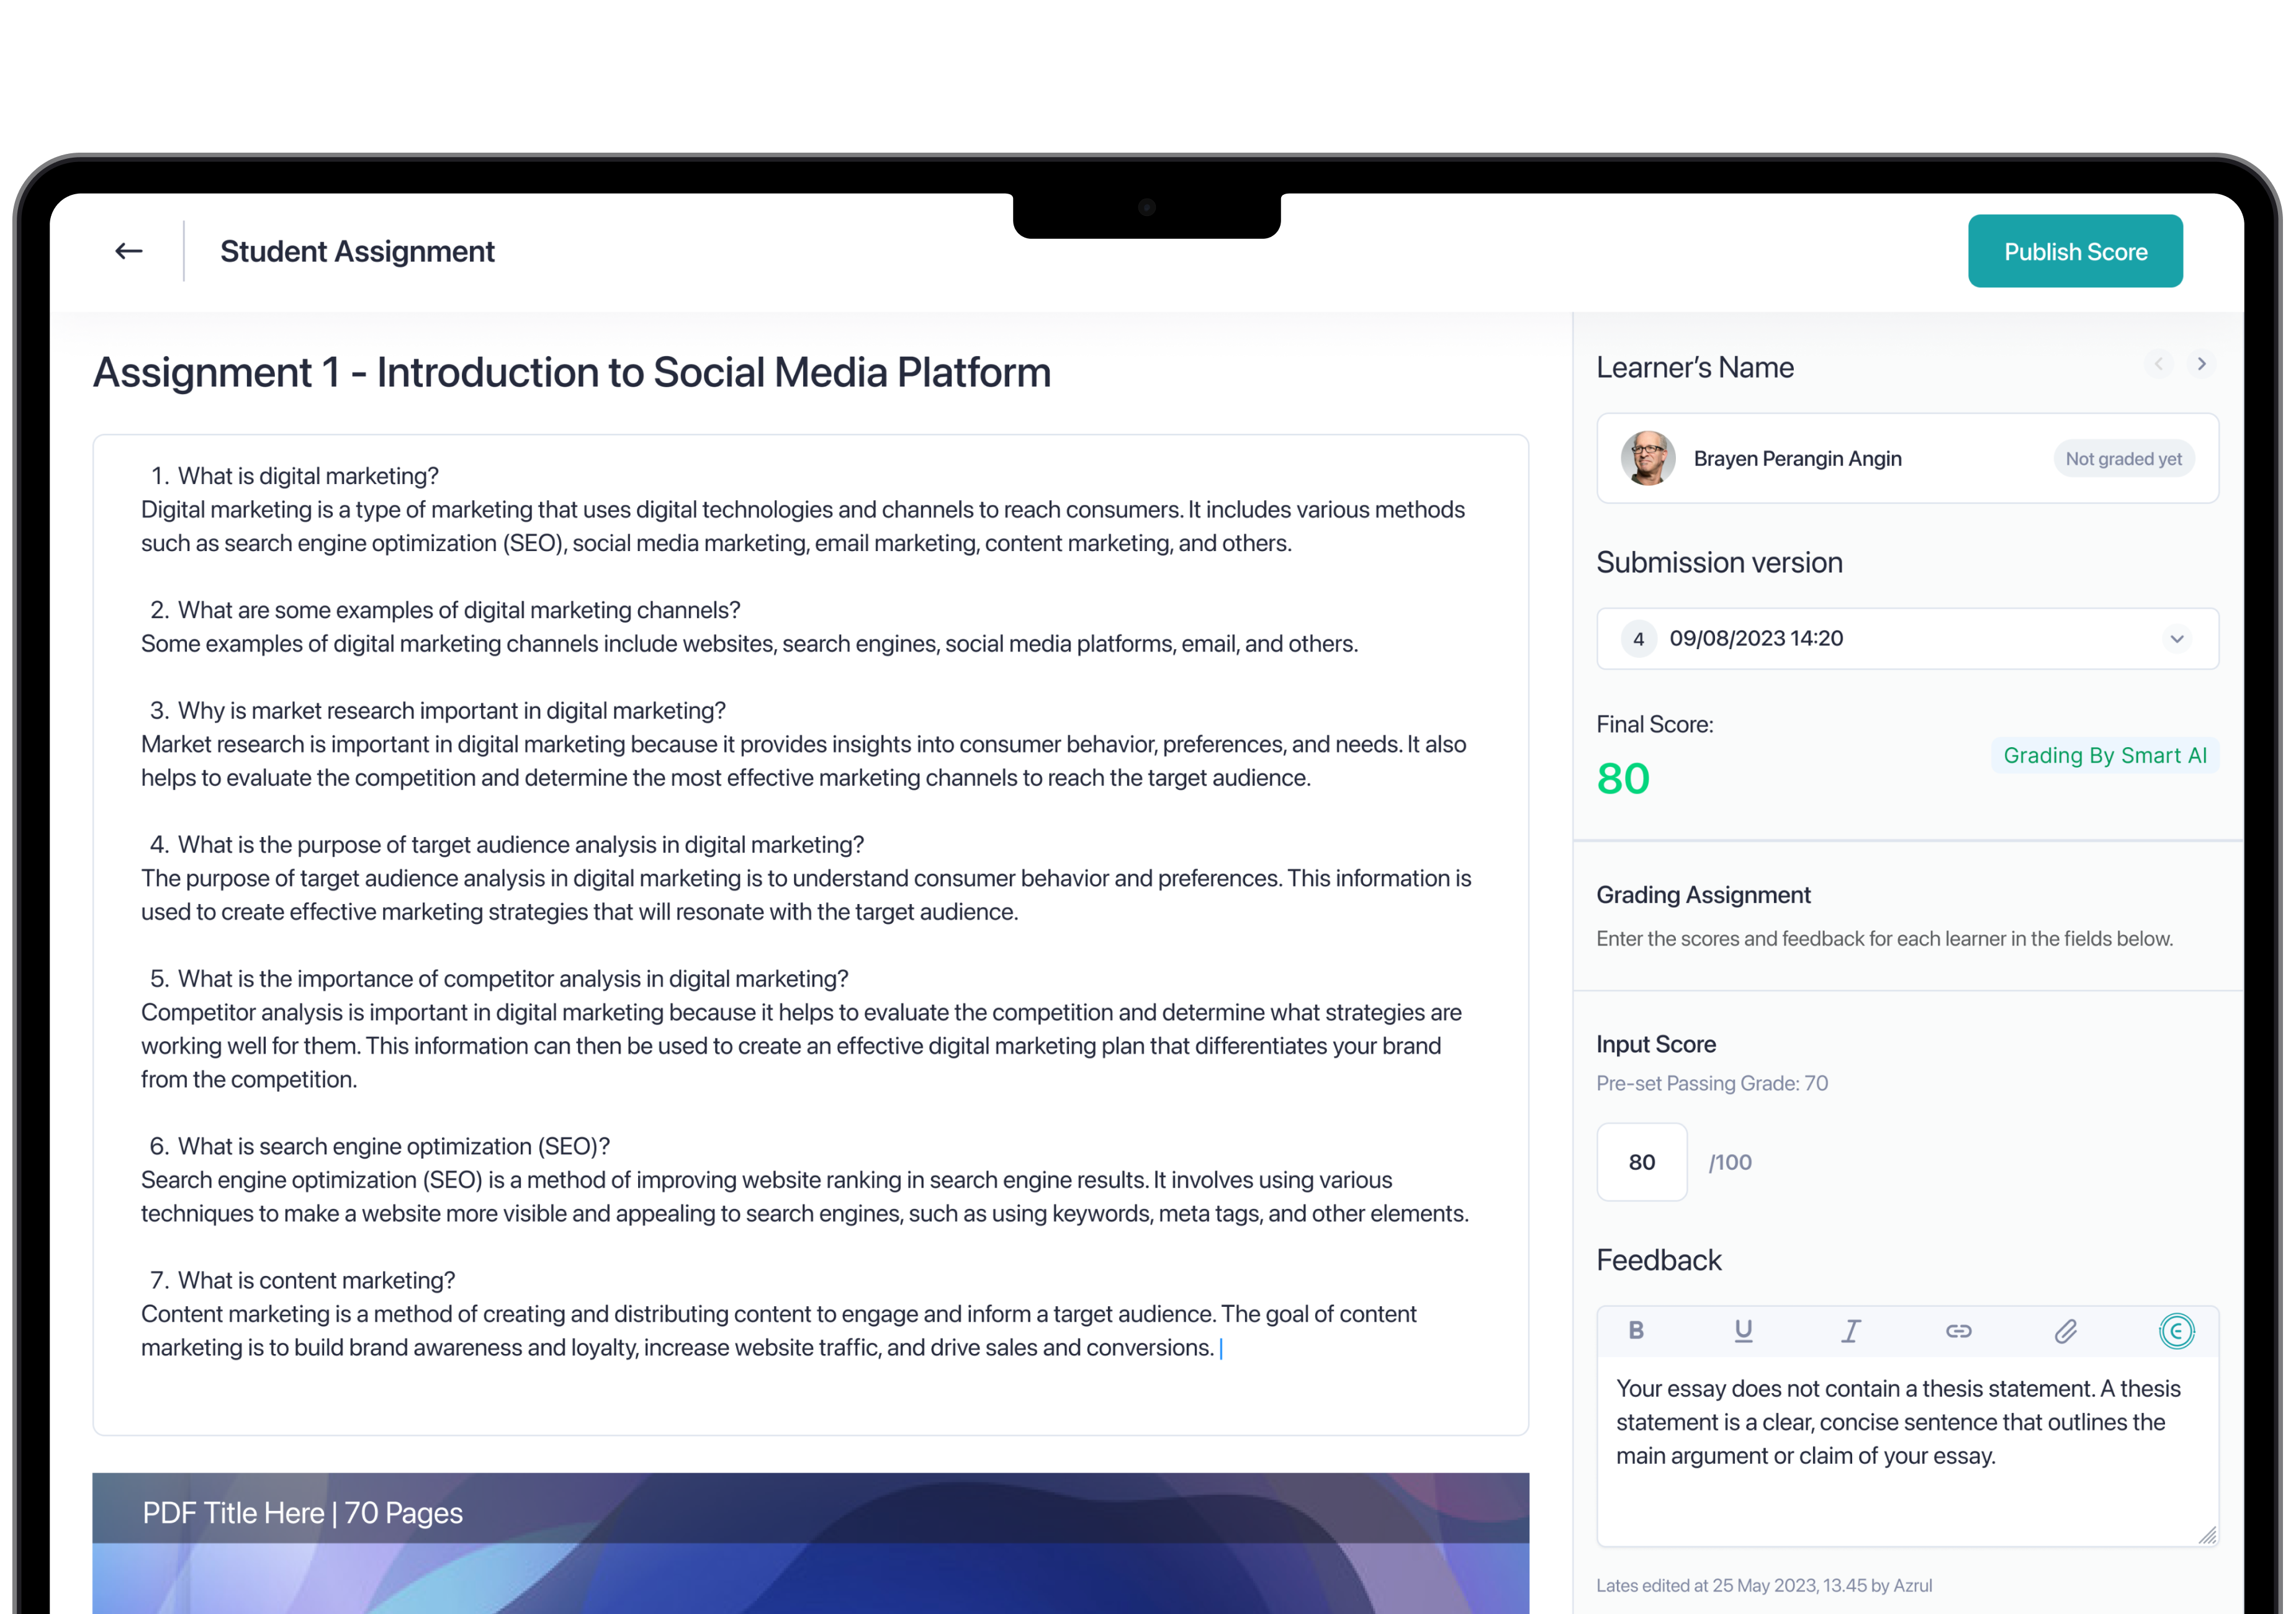 Student Assignment
Publish Score
Assignment 1 - Introduction to Social Media Platform
1. What is digital marketing?
Digital marketing is a type of marketing that uses digital technologies and channels to reach consumers. It includes various methods
such as search engine optimization (SEO), social media marketing, email marketing, content marketing, and others.
2. What are some examples of digital marketing channels?
Some examples of digital marketing channels include websites, search engines, social media platforms, email, and others.
3. Why is market research important in digital marketing?
Market research is important in digital marketing because it provides insights into consumer behavior, preferences, and needs. It also
helps to evaluate the competition and determine the most effective marketing channels to reach the target audience.
4. What is the purpose of target audience analysis in digital marketing?
The purpose of target audience analysis in digital marketing is to understand consumer behavior and preferences. This information is
used to create effective marketing strategies that will resonate with the target audience.
5. What is the importance of competitor analysis in digital marketing?
Competitor analysis is important in digital marketing because it helps to evaluate the competition and determine what strategies are
working well for them. This information can then be used to create an effective digital marketing plan that differentiates your brand
from the competition.
6. What is search engine optimization (SEO)?
Search engine optimization (SEO) is a method of improving website ranking in search engine results. It involves using various
techniques to make a website more visible and appealing to search engines, such as using keywords, meta tags, and other elements.
7. What is content marketing?
Content marketing is a method of creating and distributing content to engage and inform a target audience. The goal of content
marketing is to build brand awareness and loyalty, increase website traffic, and drive sales and conversions.
PDF Title Here | 70 Pages
Learner's Name
Brayen Perangin Angin
Not graded yet
Submission version
4 09/08/2023 14:20
Final Score:
80
Grading By Smart AI
Grading Assignment
Enter the scores and feedback for each learner in the fields below.
Input Score
Pre-set Passing Grade: 70
80 /100
Feedback
B U I
Your essay does not contain a thesis statement. A thesis
statement is a clear, concise sentence that outlines the
main argument or claim of your essay.
Lates edited at 25 May 2023, 13.45 by Azrul